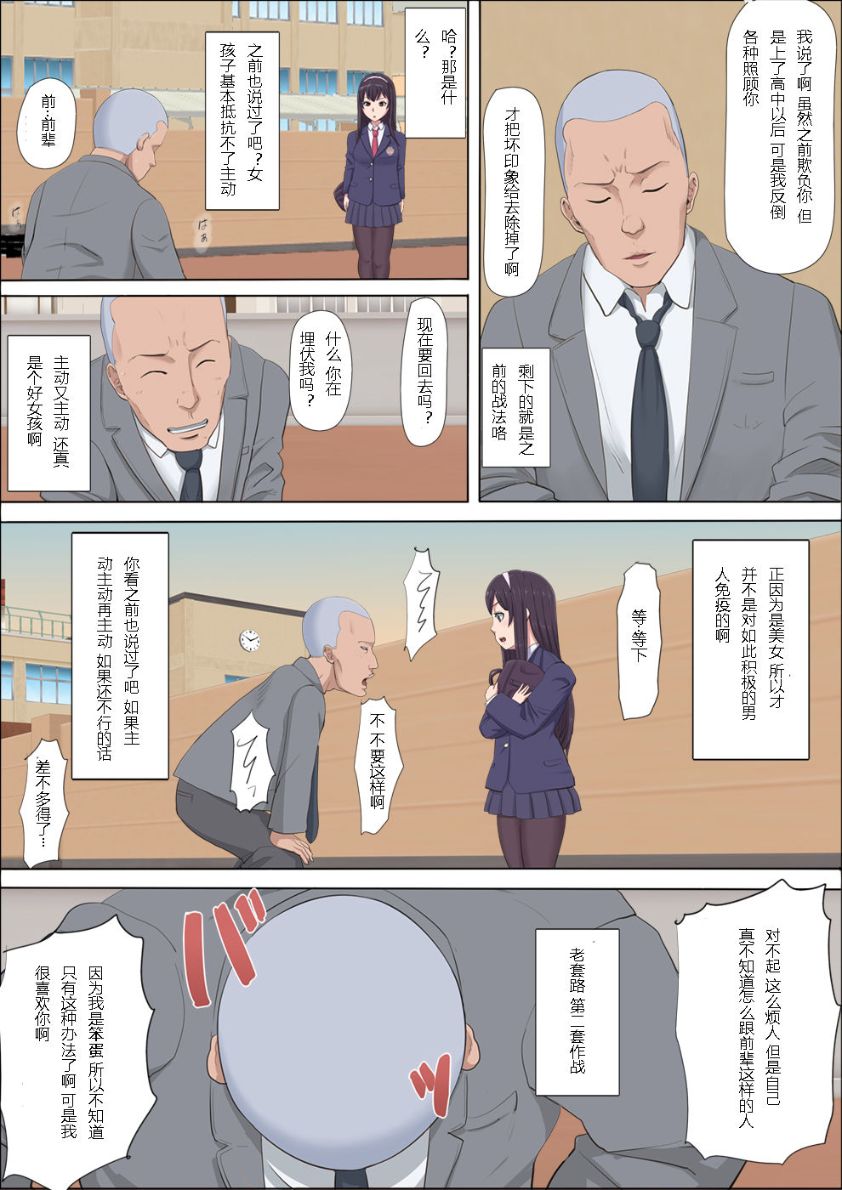 我说了啊 虽然之前欺负你 但
是上了高中以后 可是我反倒
各种照顾你
才把坏印象给去除掉了啊
剩下的就是之
前的战法咯
哈?那是什
么?
之前也说过了吧?女
孩子基本抵抗不了主动
前…前辈
はぁ
现在要回去吗?
什么 你在
埋伏我吗?
主动又主动 还真
是个好女孩啊
正因为是美女 所以才
并不是对如此积极的男
人免疫的啊
等…等下
不 不要这样啊
你看之前也说过了吧 如果主
动主动再主动 如果还不行的话
差不多得了…
对不起 这么烦人 但是自己
真不知道怎么跟前辈这样的人
老套路 第二套作战
因为我是笨蛋 所以不知道
只有这种办法了啊 可是我
很喜欢你啊